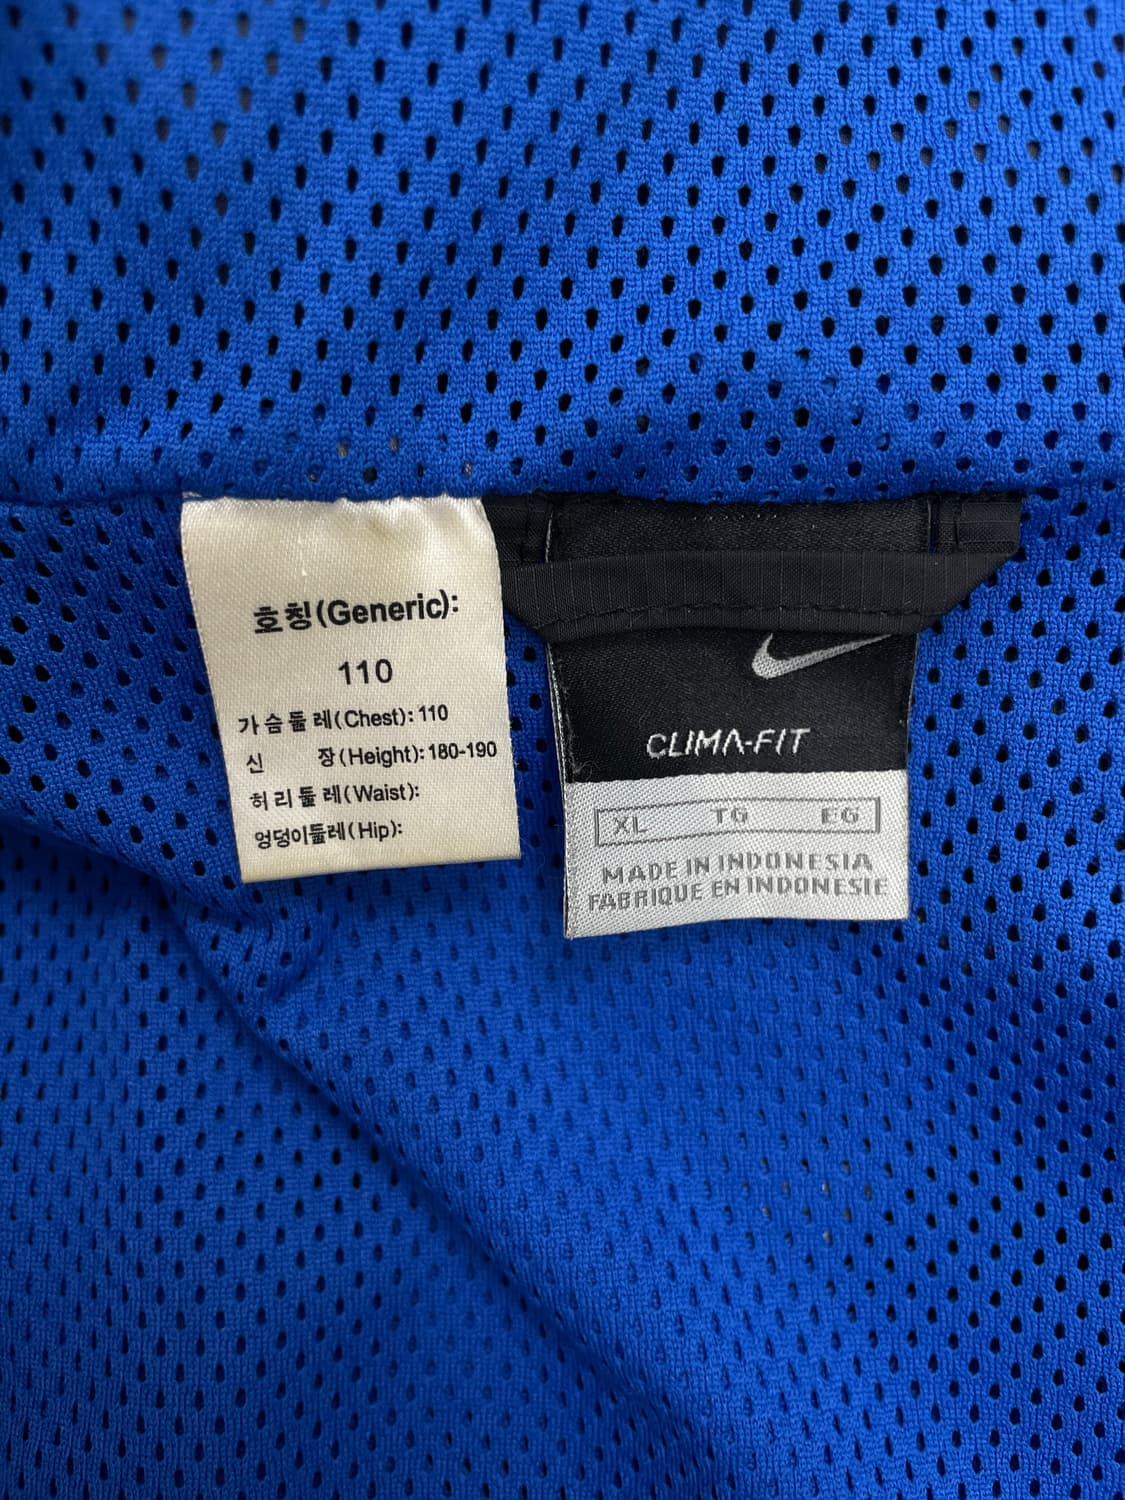 호칭(Generic):
110
가슴둘레(Chest): 110
신 장(Height): 180-190
허리둘레(Waist):
엉덩이둘레(Hip):
CLIMA-FIT
XL TG EG
MADE IN INDONESIA
FABRIQUE EN INDONESIE